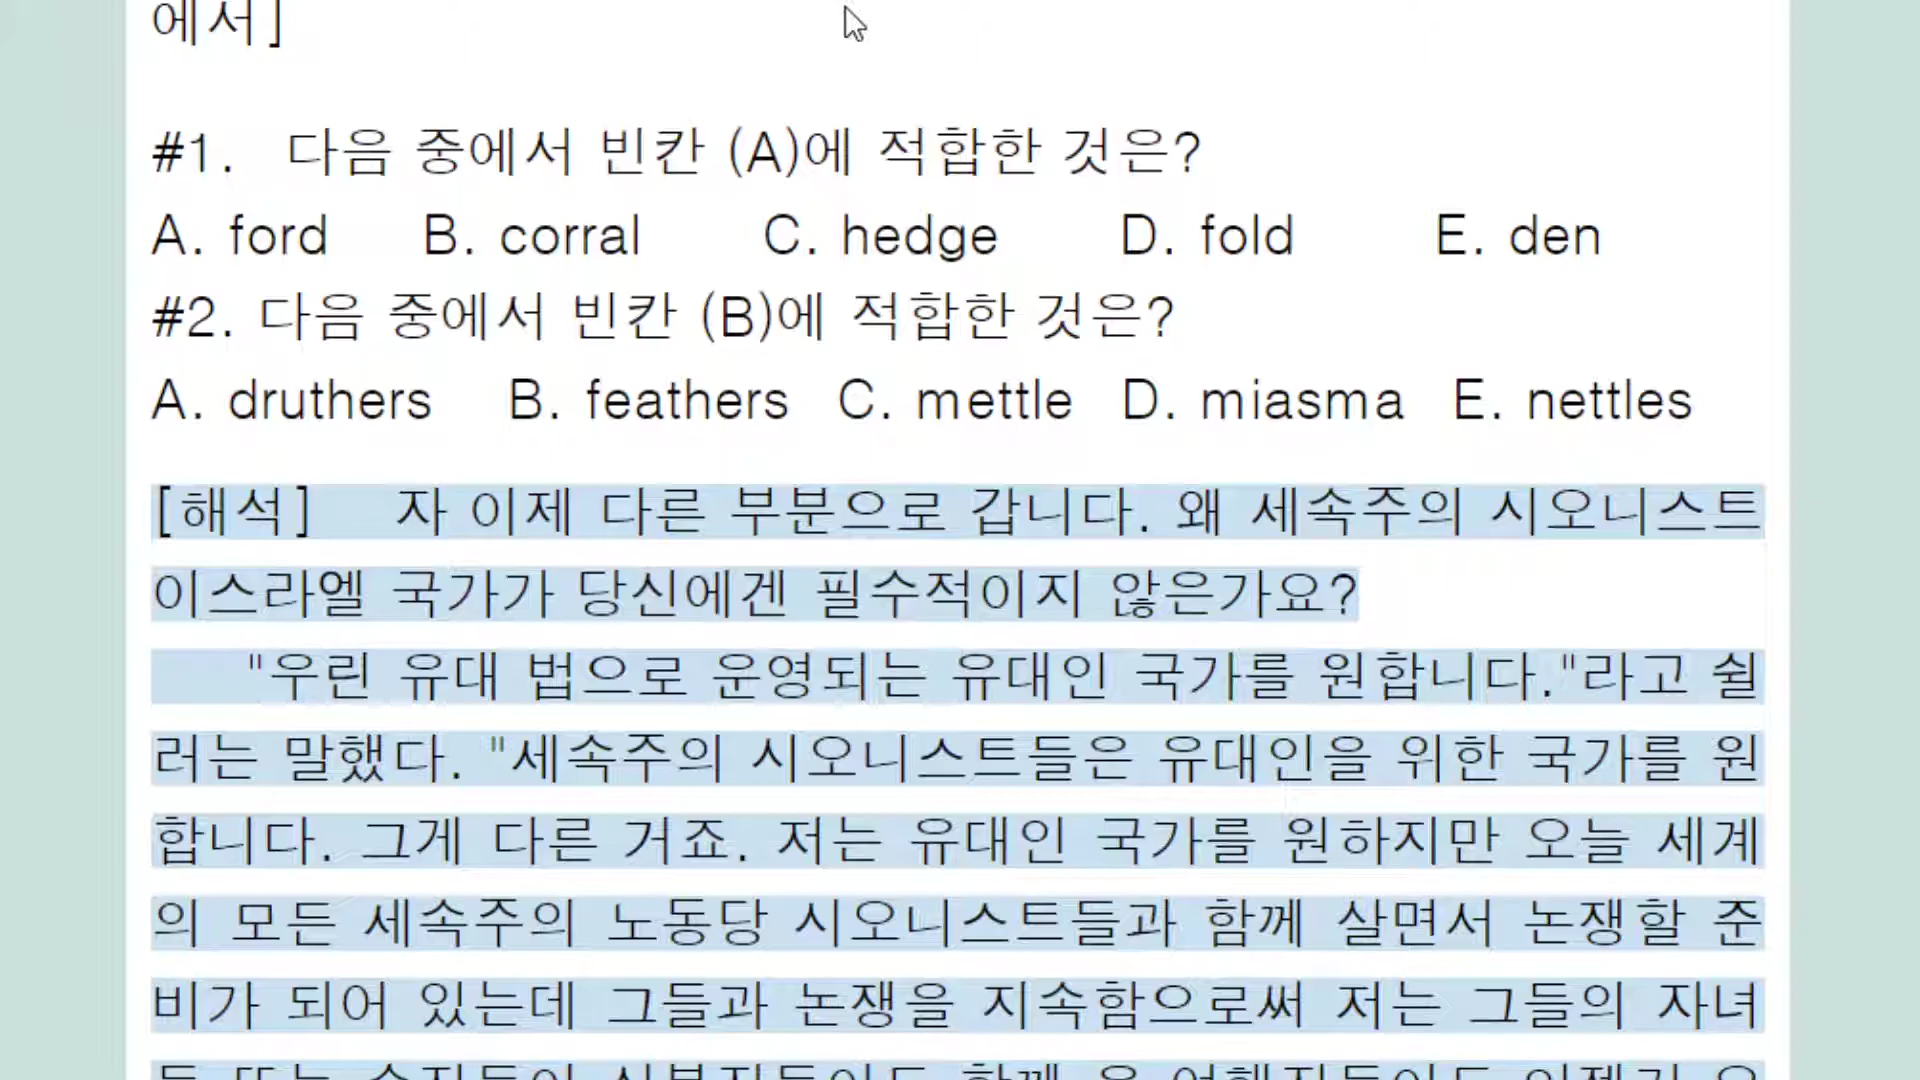 에서]
#1. 다음 중에서 빈칸 (A)에 적합한 것은?
A. ford B. corral C. hedge D. fold E. den
#2. 다음 중에서 빈칸 (B)에 적합한 것은?
A. druthers B. feathers C. mettle D. miasma E. nettles
[해석] 자 이제 다른 부분으로 갑니다. 왜 세속주의 시오니스트
이스라엘 국가가 당신에겐 필수적이지 않은가요?
"우린 유대 법으로 운영되는 유대인 국가를 원합니다."라고 쉴
러는 말했다. "세속주의 시오니스트들은 유대인을 위한 국가를 원
합니다. 그게 다른 거죠. 저는 유대인 국가를 원하지만 오늘 세계
의 모든 세속주의 노동당 시오니스트들과 함께 살면서 논쟁할 준
비가 되어 있는데 그들과 논쟁을 지속함으로써 저는 그들의 자녀